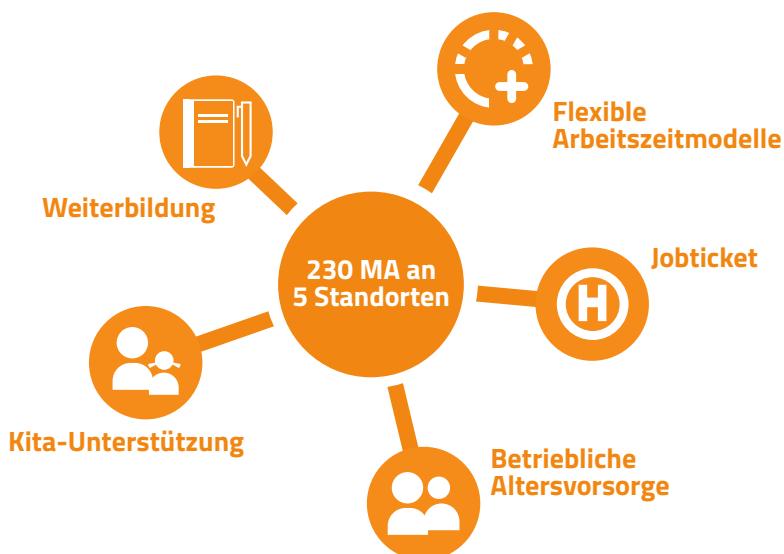 Flexible
Arbeitszeitmodelle
Weiterbildung
Jobticket
230 MA an
5 Standorten
Kita-Unterstützung
Betriebliche
Altersvorsorge
H